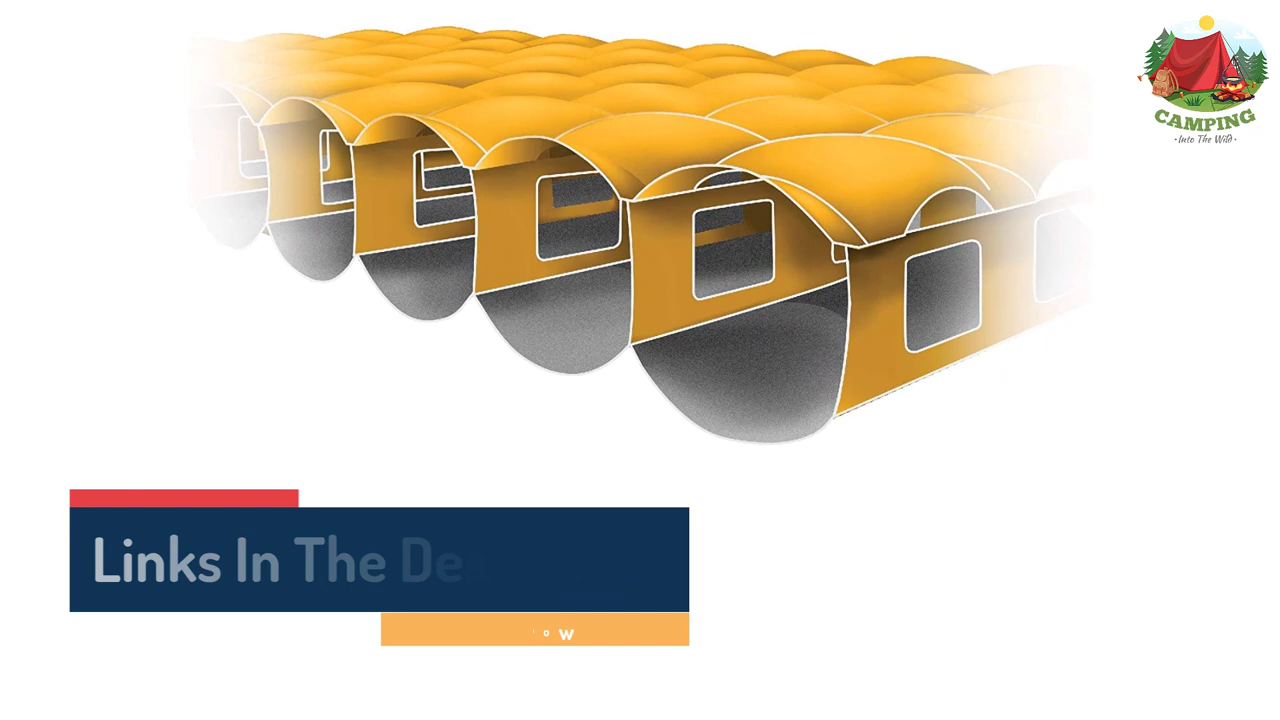 CAMPING
• Into The Wild •
Links In The